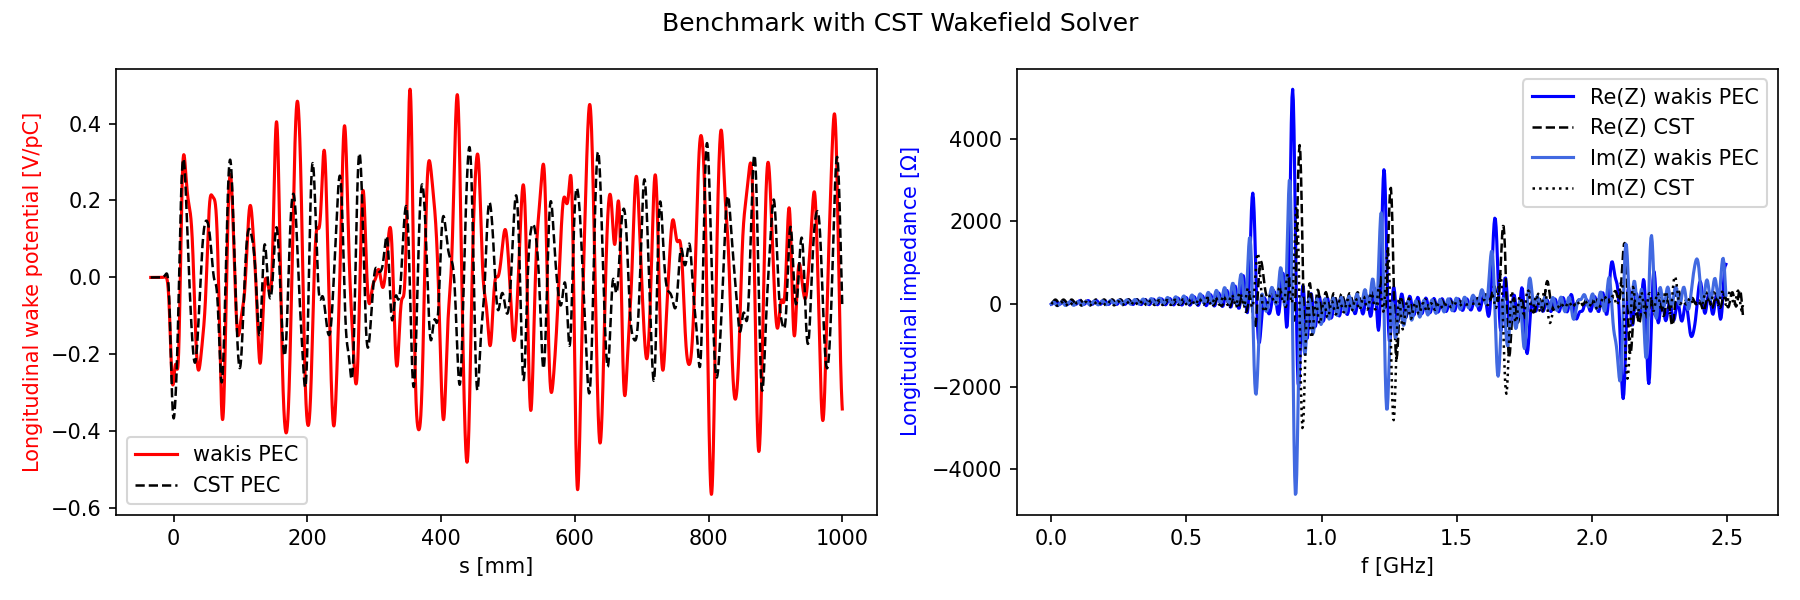 Benchmark with CST Wakefield Solver
Longitudinal wake potential [V/pC]
0.4
0.2
0.0
−0.2
−0.4
−0.6
wakis PEC
CST PEC
0
200
400
600
800
1000
s [mm]
Longitudinal impedance [Ω]
4000
2000
0
−2000
−4000
Re(Z) wakis PEC
Re(Z) CST
Im(Z) wakis PEC
Im(Z) CST
0.0
0.5
1.0
1.5
2.0
2.5
f [GHz]